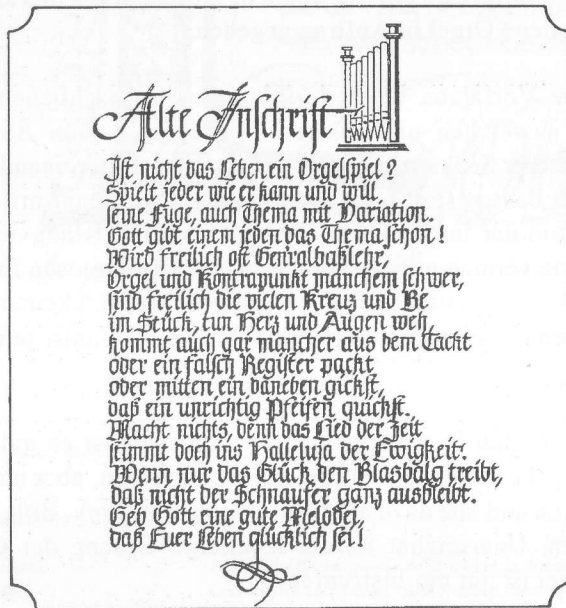 Alte Inschrift
Ist nicht das Leben ein Orgelspiel?
Spielt jeder wie er kann und will,
seine Fuge, auch Thema mit Variation.
Gott gibt einem jeden das Thema schon!
Wird freilich oft Genralbaßlehr,
Orgel und Kontrapunkt manchem schwer,
sind freilich die vielen Kreuz und Be
im Stück, tun Herz und Augen weh,
kommt auch gar mancher aus dem Tackt
oder ein falsch Register packt
oder mitten ein daneben gickst,
daß ein unrichtig Pfeifen quickst.
Macht nichts, denn das Lied der Zeit
stimmt doch ins Halleluja der Ewigkeit.
Wenn nur das Glück den Blasbalg treibt,
daß nicht der Schnaufer ganz ausbleibt.
Geb Gott eine gute Melodei,
daß Euer Leben glücklich sei!